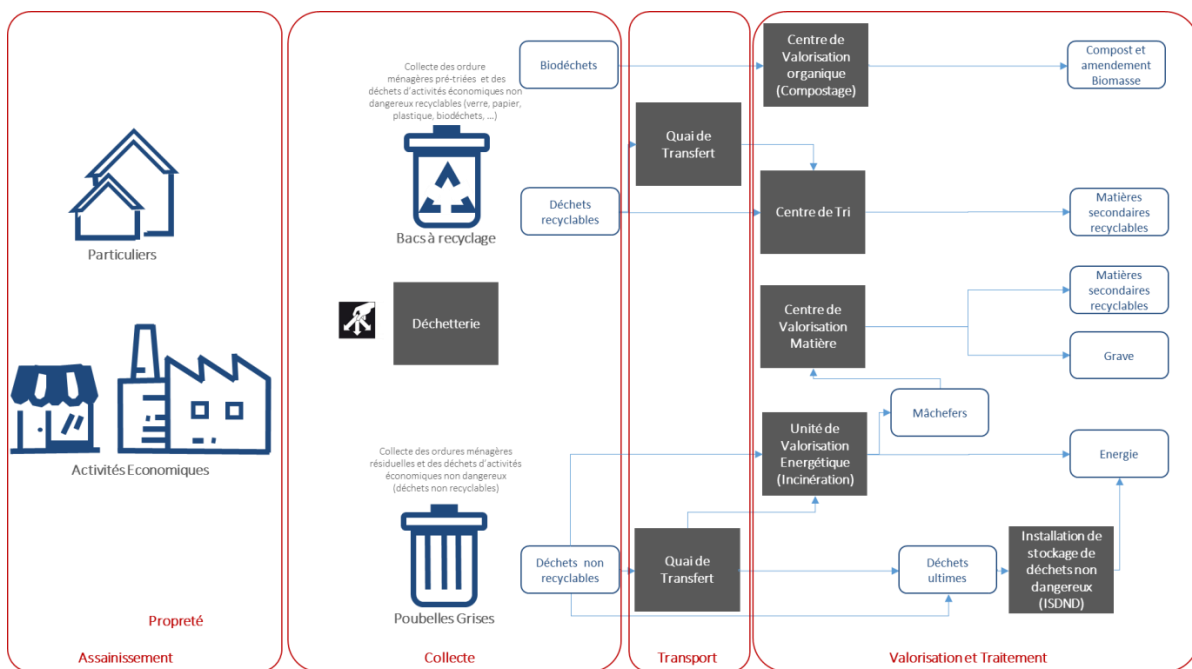 Particuliers
Activités Economiques
Propreté
Assainissement
Collecte des ordure
ménagères pré-triées et des
déchets d'activités économiques non
dangereux recyclables (verre, papier,
plastique, biodéchets, ...)
Bacs à recyclage
Déchetterie
Collecte des ordures ménagères
résiduelles et des déchets d'activités
économiques non dangereux
(déchets non recyclables)
Poubelles Grises
Biodéchets
Déchets
recyclables
Déchets non
recyclables
Collecte
Quai de
Transfert
Quai de
Transfert
Transport
Centre de
Valorisation
organique
(Compostage)
Compost et
amendement
Biomasse
Centre de Tri
Matières
secondaires
recyclables
Centre de
Valorisation
Matière
Matières
secondaires
recyclables
Grave
Mâchefers
Unité de
Valorisation
Energétique
(Incinération)
Energie
Déchets
ultimes
Installation de
stockage de
déchets non
dangereux
(ISDND)
Valorisation et Traitement